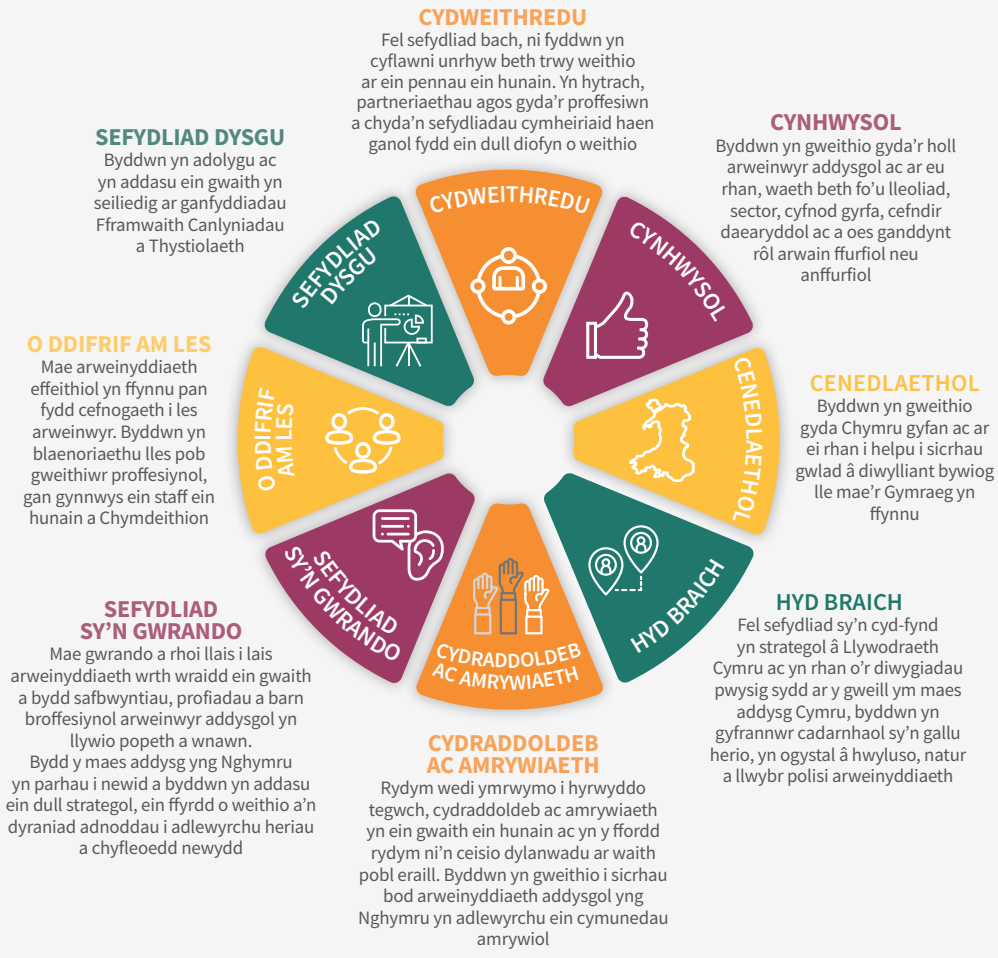 CYDWEITHREDU
Fel sefydliad bach, ni fyddwn yn
cyflawni unrhyw beth trwy weithio
ar ein pennau ein hunain. Yn hytrach,
partneriaethau agos gyda’r proffesiwn
a chyda’n sefydliadau cymheiriaid haen
ganol fydd ein dull diofyn o weithio
CYNHWYSOL
Byddwn yn gweithio gyda’r holl
arweinwyr addysgol ac ar eu
rhan, waeth beth fo’u lleoliad,
sector, cyfnod gyrfa, cefndir
daearyddol ac a oes ganddynt
rôl arwain ffurfiol neu
anffurfiol
CENEDLAETHOL
Byddwn yn gweithio
gyda Chymru gyfan ac ar
ei rhan i helpu i sicrhau
gwlad â diwylliant bywiog
lle mae’r Gymraeg yn
ffynnu
HYD BRAICH
Fel sefydliad sy’n cyd-fynd
yn strategol â Llywodraeth
Cymru ac yn rhan o’r diwygiadau
pwysig sydd ar y gweill ym maes
addysg Cymru, byddwn yn
gyfrannwr cadarnhaol sy’n gallu
herio, yn ogystal â hwyluso, natur
a llwybr polisi arweinyddiaeth
CYDRADDOLDEB
AC AMRYWIAETH
Rydym wedi ymrwymo i hyrwyddo
tegwch, cydraddoldeb ac amrywiaeth
yn ein gwaith ein hunain ac yn y ffordd
rydym ni’n ceisio dylanwadu ar waith
pobl eraill. Byddwn yn gweithio i sicrhau
bod arweinyddiaeth addysgol yng
Nghymru yn adlewyrchu ein cymunedau
amrywiol
SEFYDLIAD
SY’N GWRANDO
Mae gwrando a rhoi llais i lais
arweinyddiaeth wrth wraidd ein gwaith
a bydd safbwyntiau, profiadau a barn
broffesiynol arweinwyr addysgol yn
llywio popeth a wnawn.
Bydd y maes addysg yng Nghymru
yn parhau i newid a byddwn yn addasu
ein dull strategol, ein ffyrdd o weithio a’n
dyraniad adnoddau i adlewyrchu heriau
a chyfleoedd newydd
O DDIFRIF AM LES
Mae arweinyddiaeth
effeithiol yn ffynnu pan
fydd cefnogaeth i les
arweinwyr. Byddwn yn
blaenoriaethu lles pob
gweithiwr proffesiynol,
gan gynnwys ein staff ein
hunain a Chymdeithion
SEFYDLIAD DYSGU
Byddwn yn adolygu ac
yn addasu ein gwaith yn
seiliedig ar ganfyddiadau
Fframwaith Canlyniadau
a Thystiolaeth
CYDWEITHREDU
CYNHWYSOL
CENEDLAETHOL
HYD BRAICH
CYDRADDOLDEB
AC AMRYWIAETH
SEFYDLIAD
SY’N GWRANDO
O DDIFRIF
AM LES
SEFYDLIAD
DYSGU